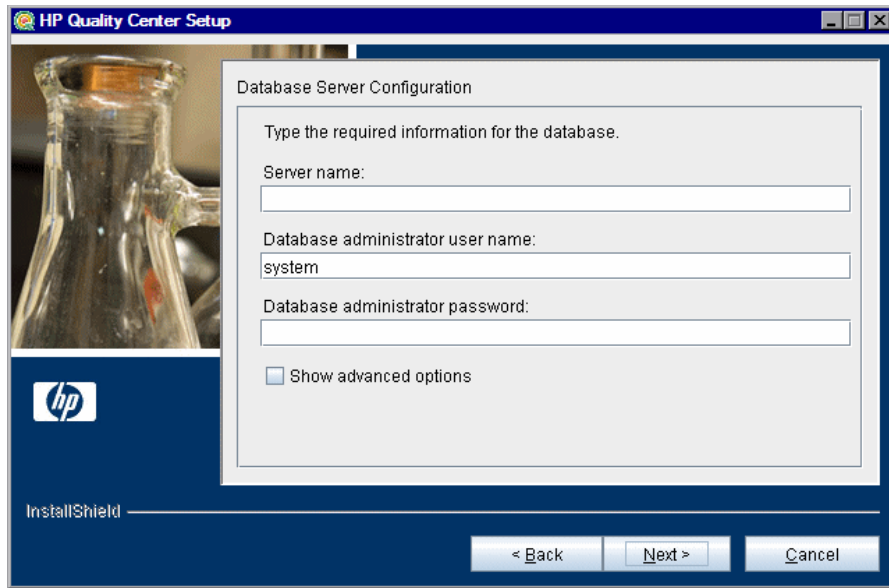 HP Quality Center Setup
Database Server Configuration
Type the required information for the database.
Server name:
Database administrator user name:
system
Database administrator password:
Show advanced options
hp
InstallShield
< Back
Next >
Cancel